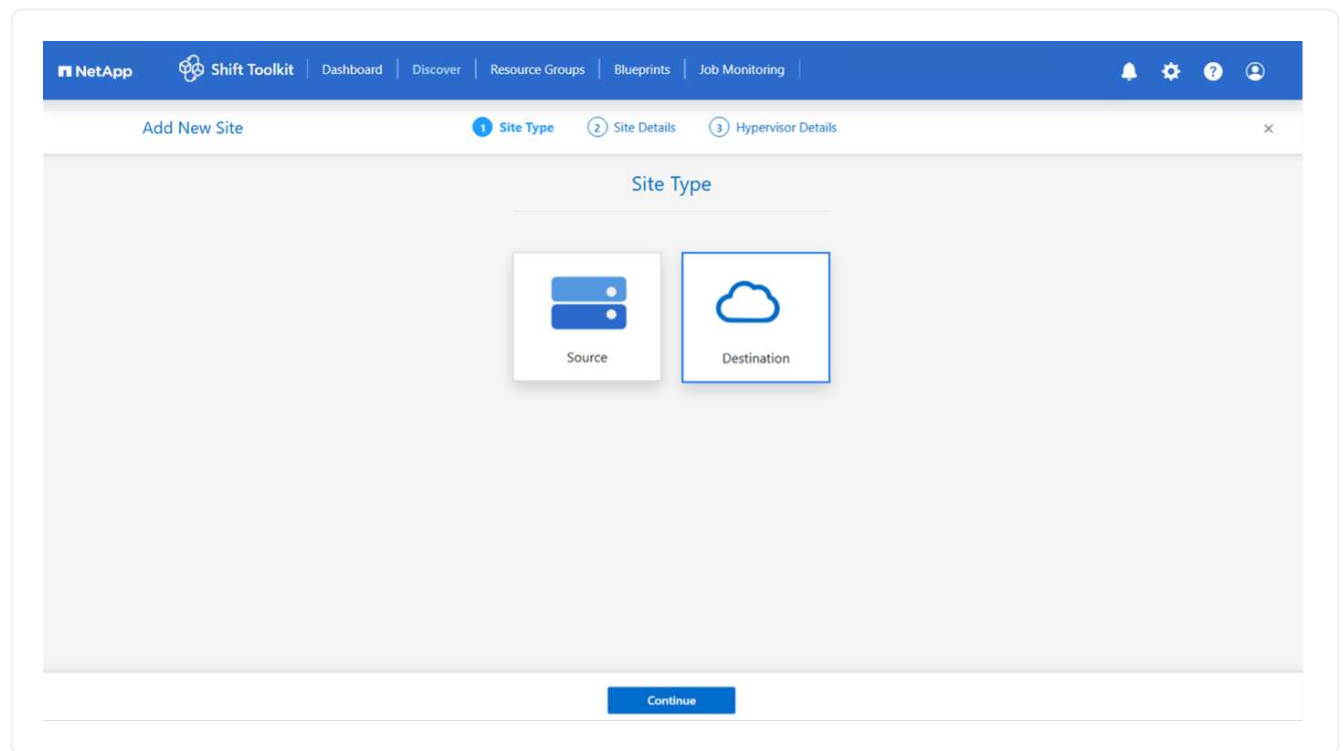 NetApp Shift Toolkit Dashboard Discover Resource Groups Blueprints Job Monitoring ?
Add New Site 1 Site Type 2 Site Details 3 Hypervisor Details ×
Site Type
Source Destination
Continue